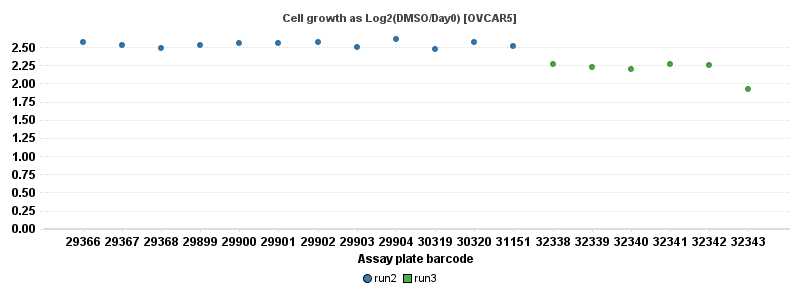 Cell growth as Log2(DMSO/Day0) [OVCAR5]
2.50
2.25
2.00
1.75
1.50
1.25
1.00
0.75
0.50
0.25
0.00
29366 29367 29368 29899 29900 29901 29902 29903 29904 30319 30320 31151 32338 32339 32340 32341 32342 32343
Assay plate barcode
run2 run3